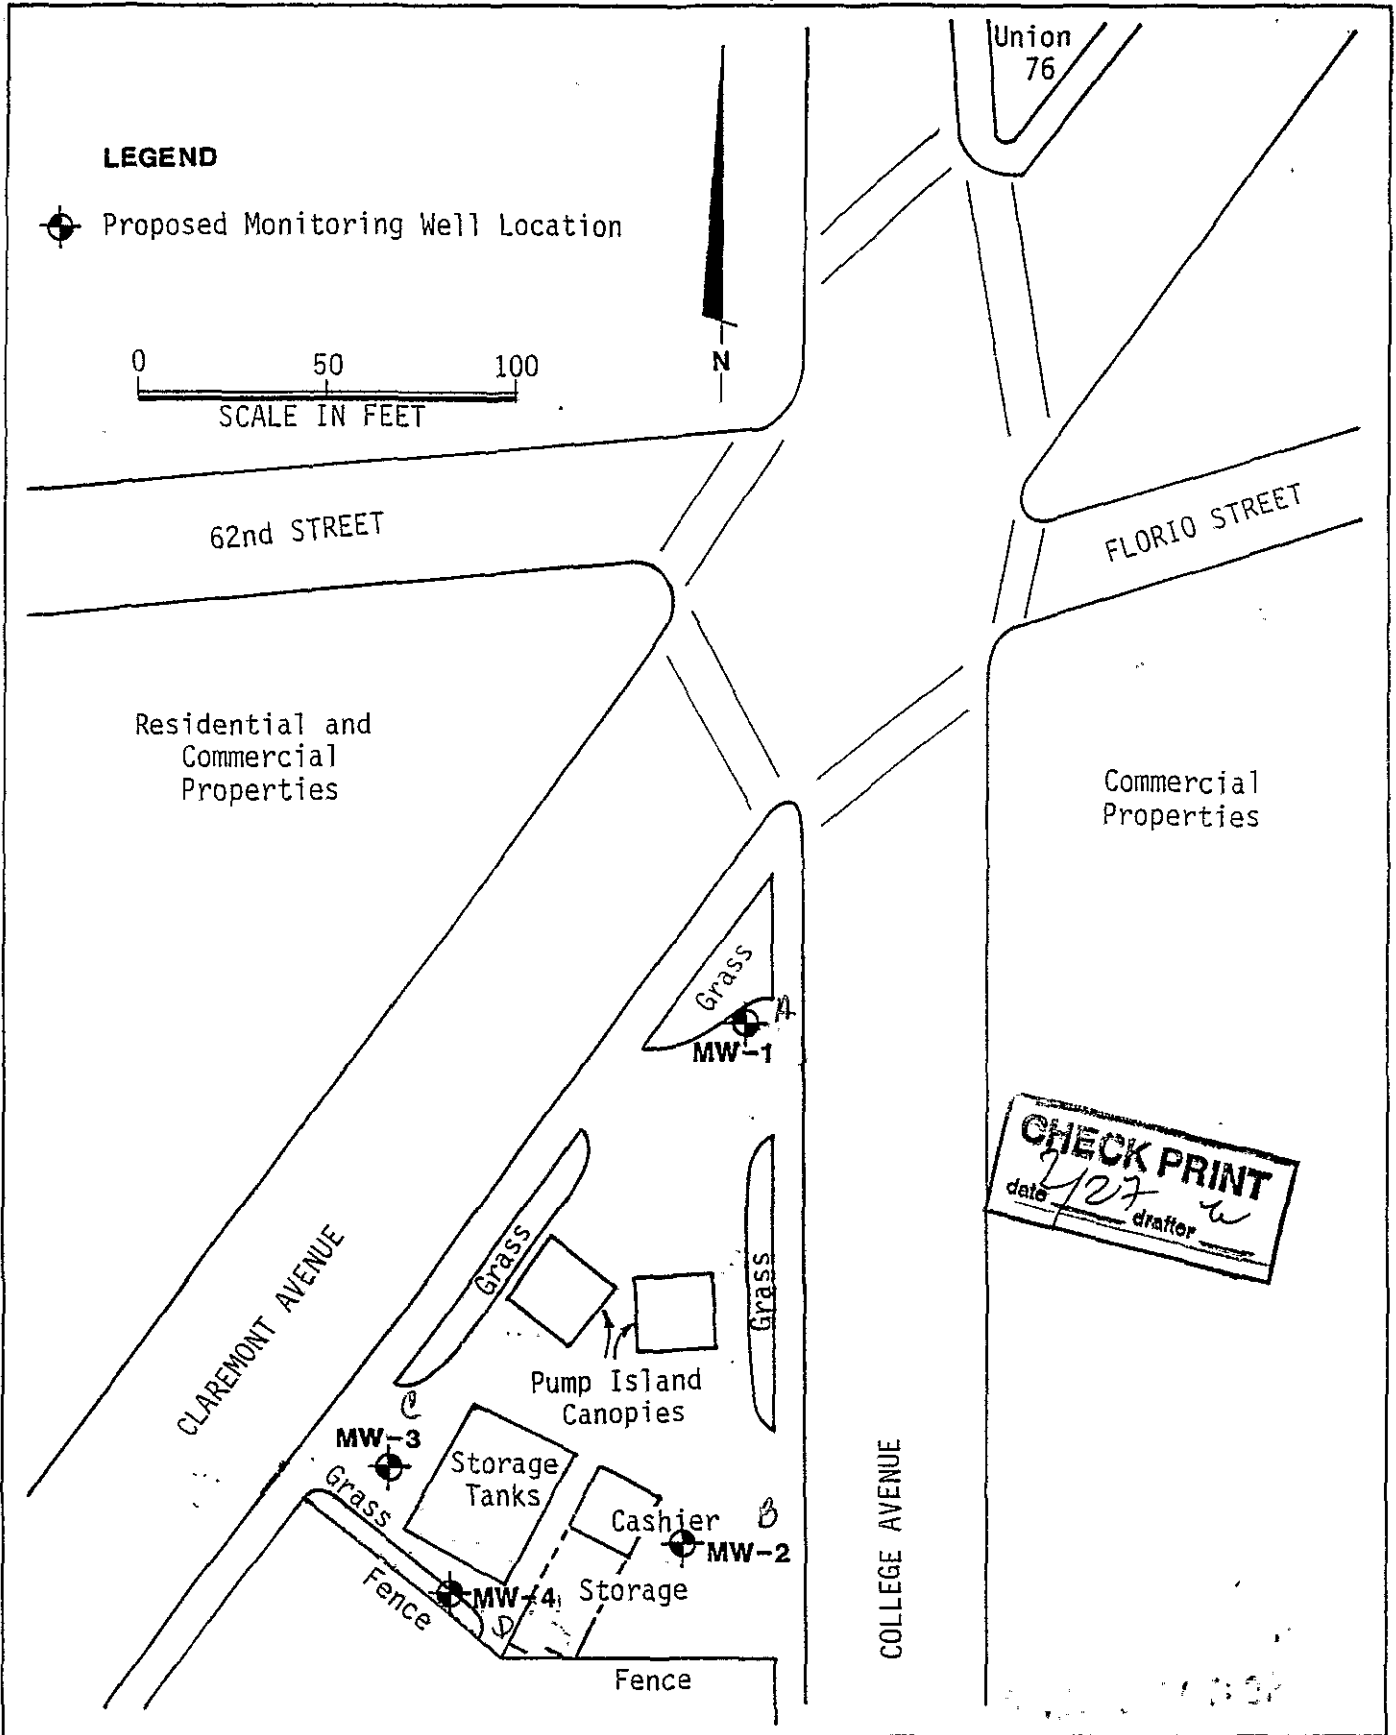 Union
76
LEGEND
Proposed Monitoring Well Location
0 50 100
SCALE IN FEET
N
62nd STREET
FLORIO STREET
Residential and
Commercial
Properties
Commercial
Properties
Grass
A
MW-1
CHECK PRINT
date 2/27 drafter
Grass
Grass
CLAREMONT AVENUE
Pump Island
Canopies
C
MW-3
Storage
Tanks
Grass
Cashier
B
MW-2
COLLEGE AVENUE
Fence
MW-4
Storage
D
Fence